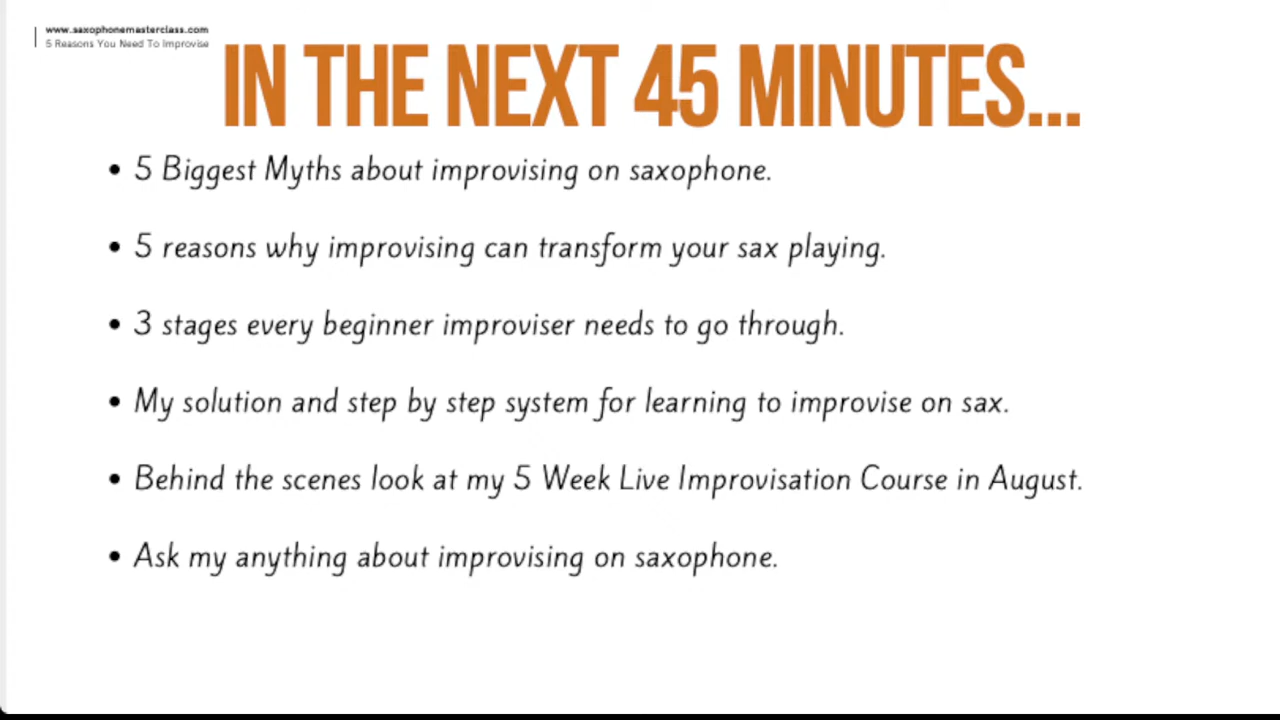 www.saxophonemasterclass.com
5 Reasons You Need To Improvise
IN THE NEXT 45 MINUTES...
• 5 Biggest Myths about improvising on saxophone.
• 5 reasons why improvising can transform your sax playing.
• 3 stages every beginner improviser needs to go through.
• My solution and step by step system for learning to improvise on sax.
• Behind the scenes look at my 5 Week Live Improvisation Course in August.
• Ask my anything about improvising on saxophone.